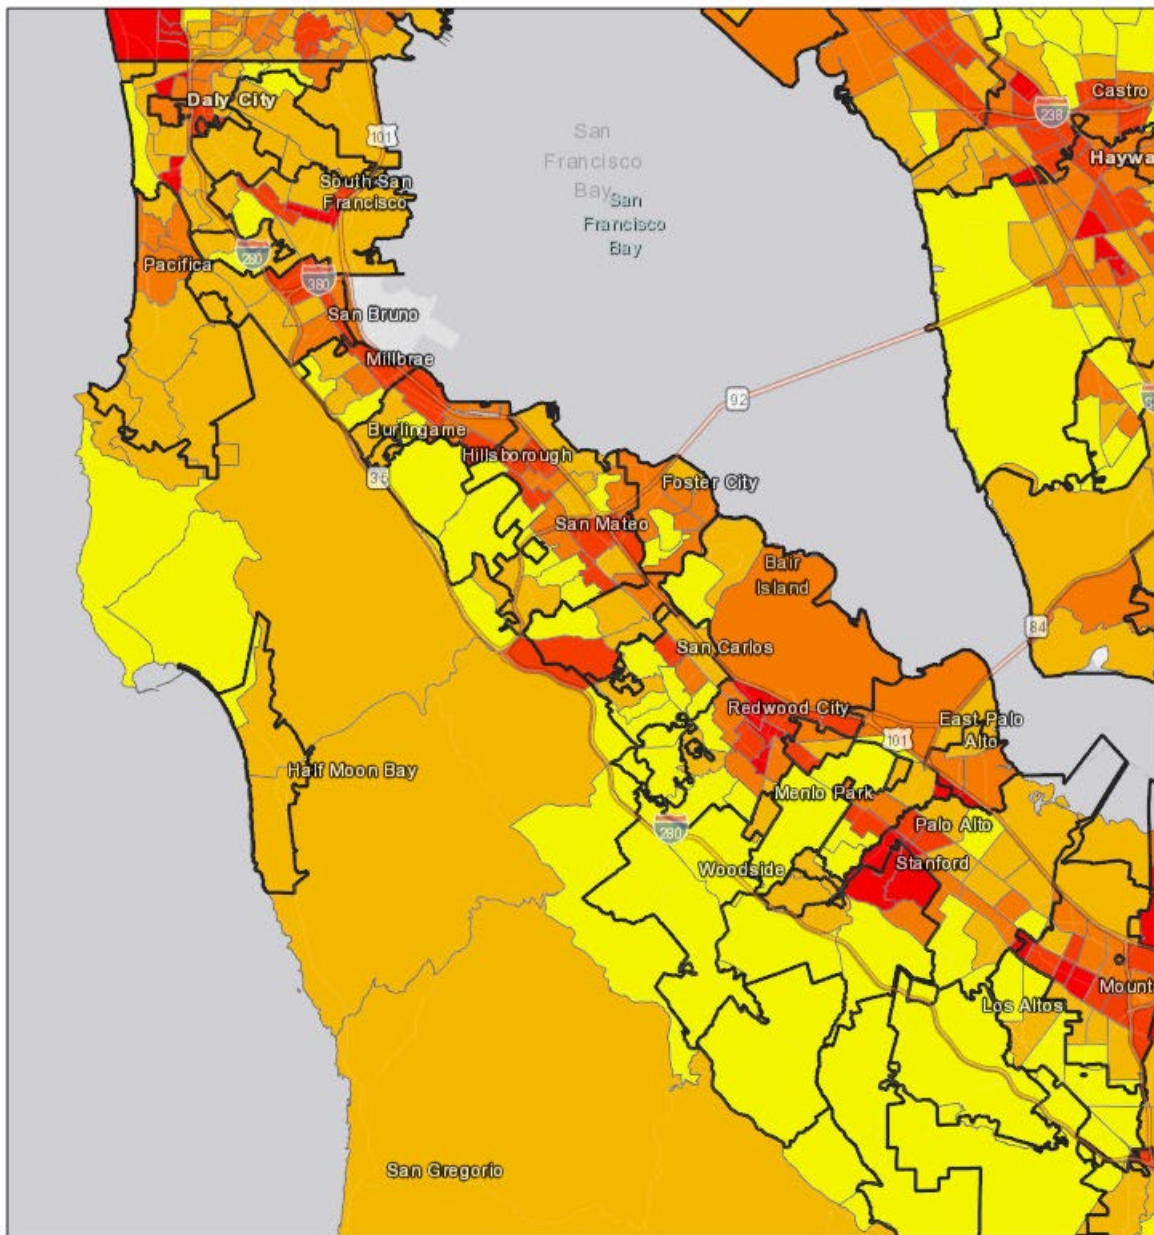 Castro
238
Daly City
101
San
Francisco
Bay
Haywa
South San
Francisco
San
Francisco
Bay
280
Pacifica
380
San Bruno
Millbrae
92
Burlingame
Hillsborough
35
Foster City
San Mateo
Bair
Island
84
San Carlos
Redwood City
East Palo
Alto
101
Half Moon Bay
Menlo Park
280
Palo Alto
Stanford
Woodside
Mount
Los Altos
San Gregorio